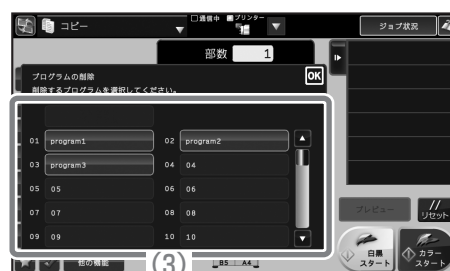 コピー
通信中
プリンター
ジョブ状況
部数 1
プログラムの削除
削除するプログラムを選択してください。
OK
01 program1 02 program2
03 program3 04 04
05 05 06 06
07 07 08 08
09 09 10 10
プレビュー
リセット
白黒
スタート
カラー
スタート
他の機能
B5 A4
(3)